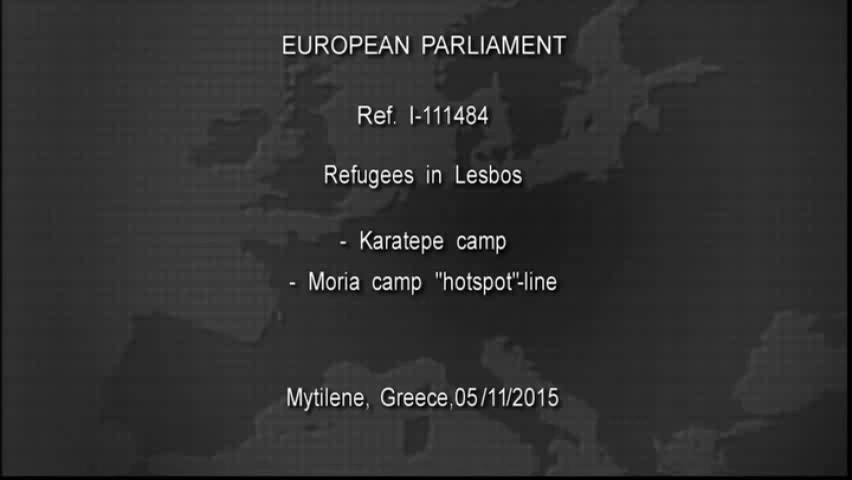 EUROPEAN PARLIAMENT
Ref. I-111484
Refugees in Lesbos
- Karatepe camp
- Moria camp "hotspot"-line
Mytilene, Greece,05/11/2015